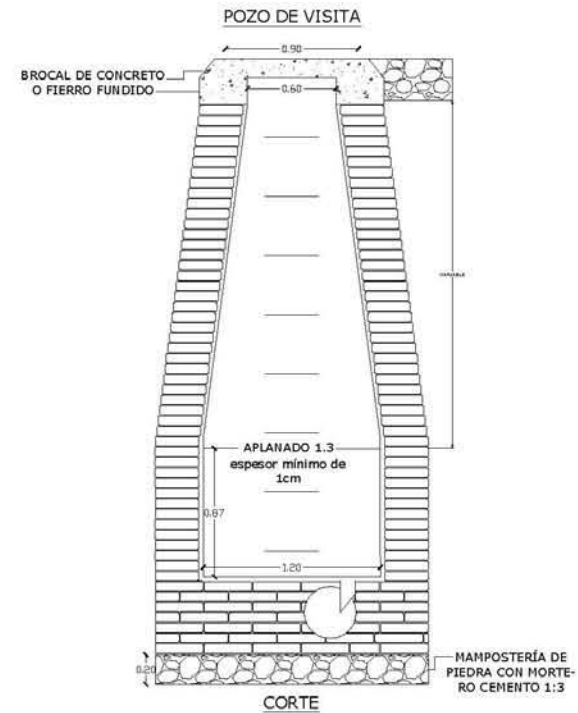 POZO DE VISITA
0.90
BROCAL DE CONCRETO
O FIERRO FUNDIDO
0.60
VARIABLE
APLANADO 1.3
espesor mínimo de
1cm
0.87
1.20
0.20
MAMPOSTERÍA DE
PIEDRA CON MORTE-
RO CEMENTO 1:3
CORTE